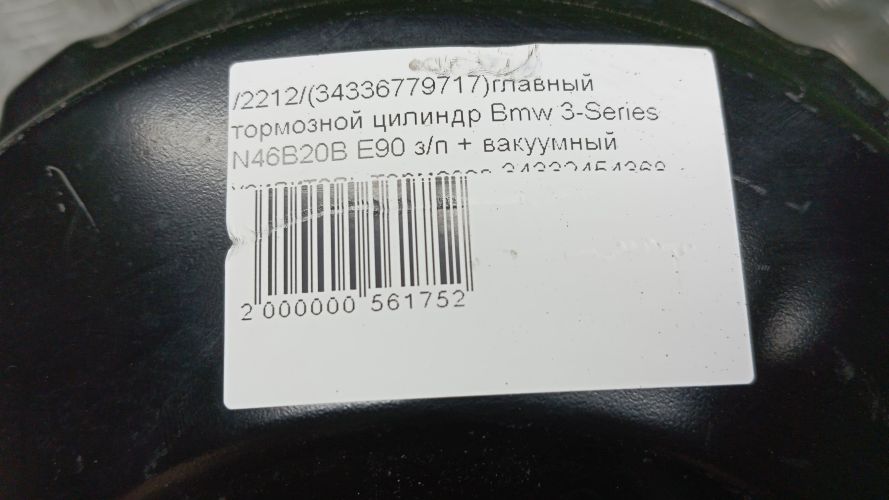 /2212/(34336779717)главный
тормозной цилиндр Bmw 3-Series
N46B20B E90 з/п + вакуумный
2 000000 561752